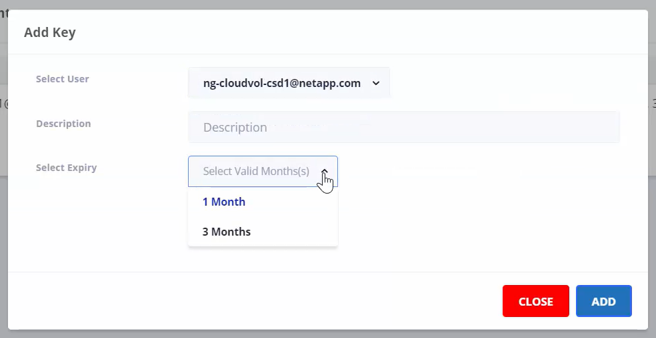 Add Key
Select User
ng-cloudvol-csd1@netapp.com
Description
Description
Select Expiry
Select Valid Months(s)
1 Month
3 Months
CLOSE
ADD